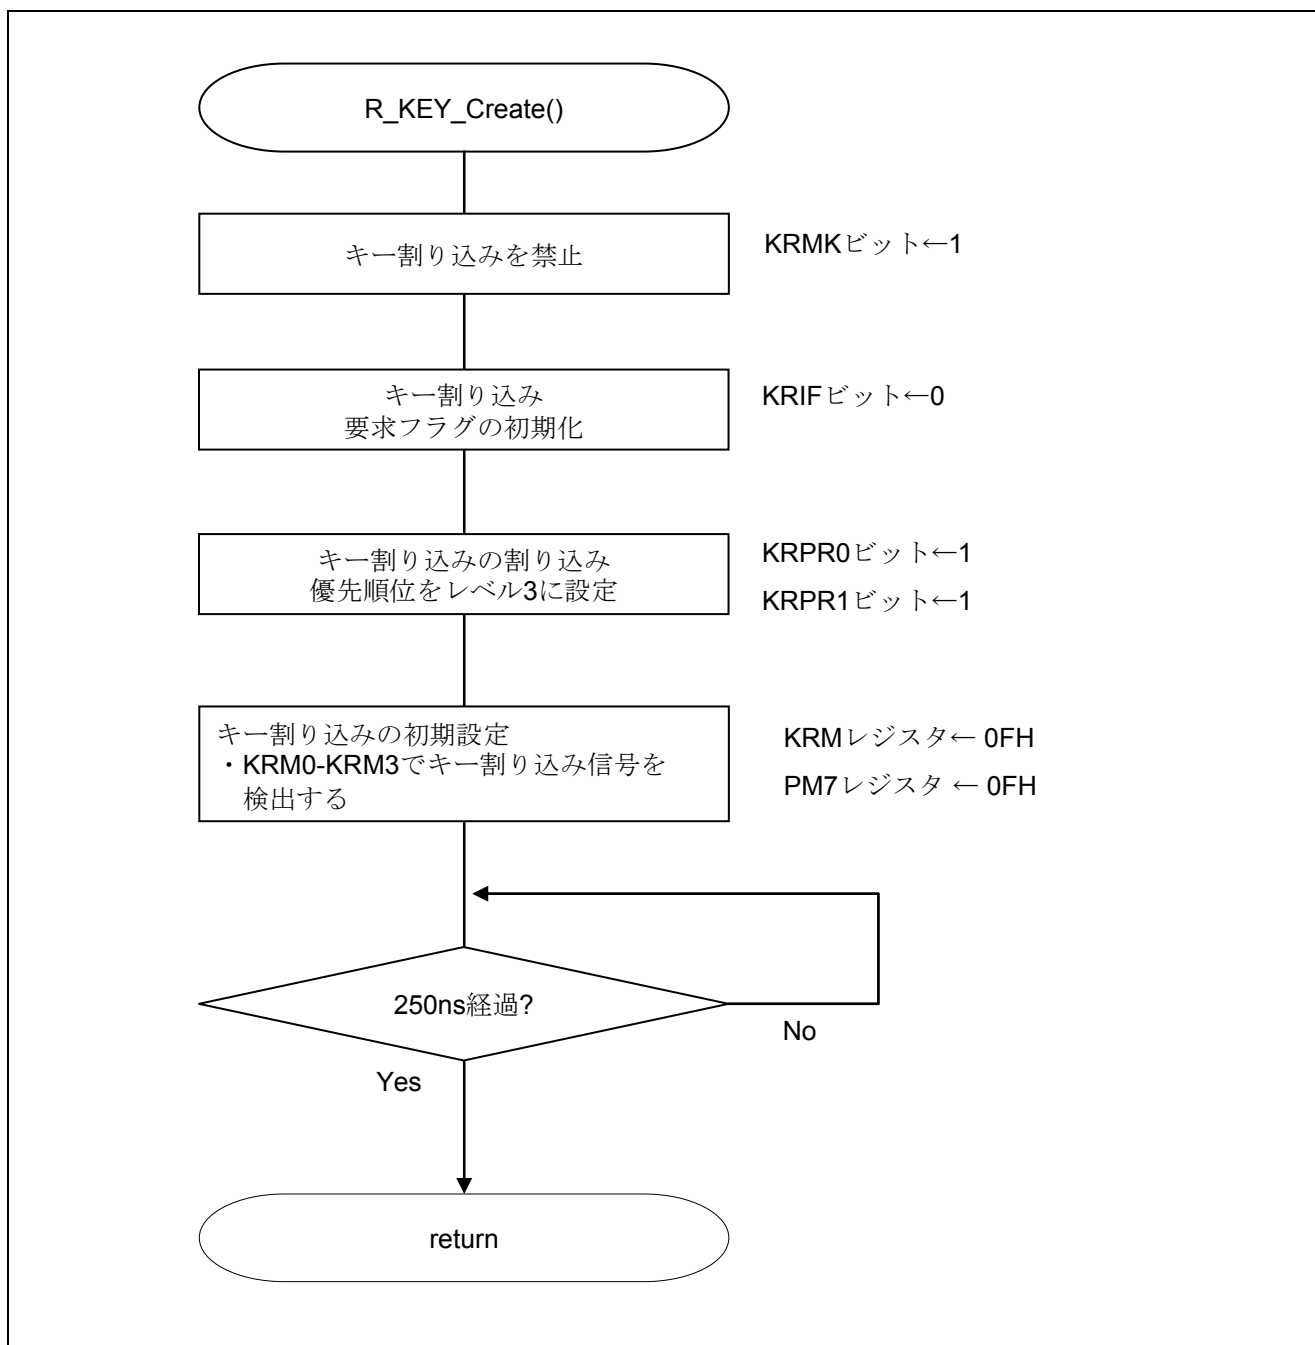 R_KEY_Create()
キー割り込みを禁止
KRMKビット←1
キー割り込み
要求フラグの初期化
KRIFビット←0
キー割り込みの割り込み
優先順位をレベル3に設定
KRPR0ビット←1
KRPR1ビット←1
キー割り込みの初期設定
・KRM0-KRM3でキー割り込み信号を
検出する
KRMレジスタ← 0FH
PM7レジスタ ← 0FH
250ns経過?
No
Yes
return